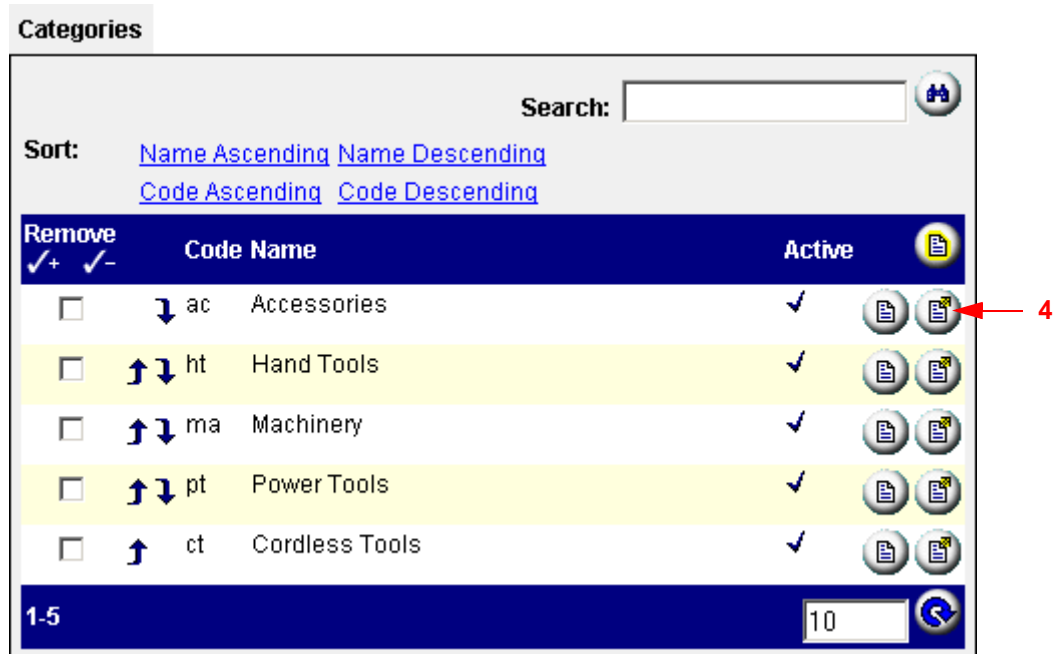 Categories
Search:
Sort: Name Ascending Name Descending
Code Ascending Code Descending
Remove
+ - Code Name Active
ac Accessories 4
ht Hand Tools
ma Machinery
pt Power Tools
ct Cordless Tools
1-5 10